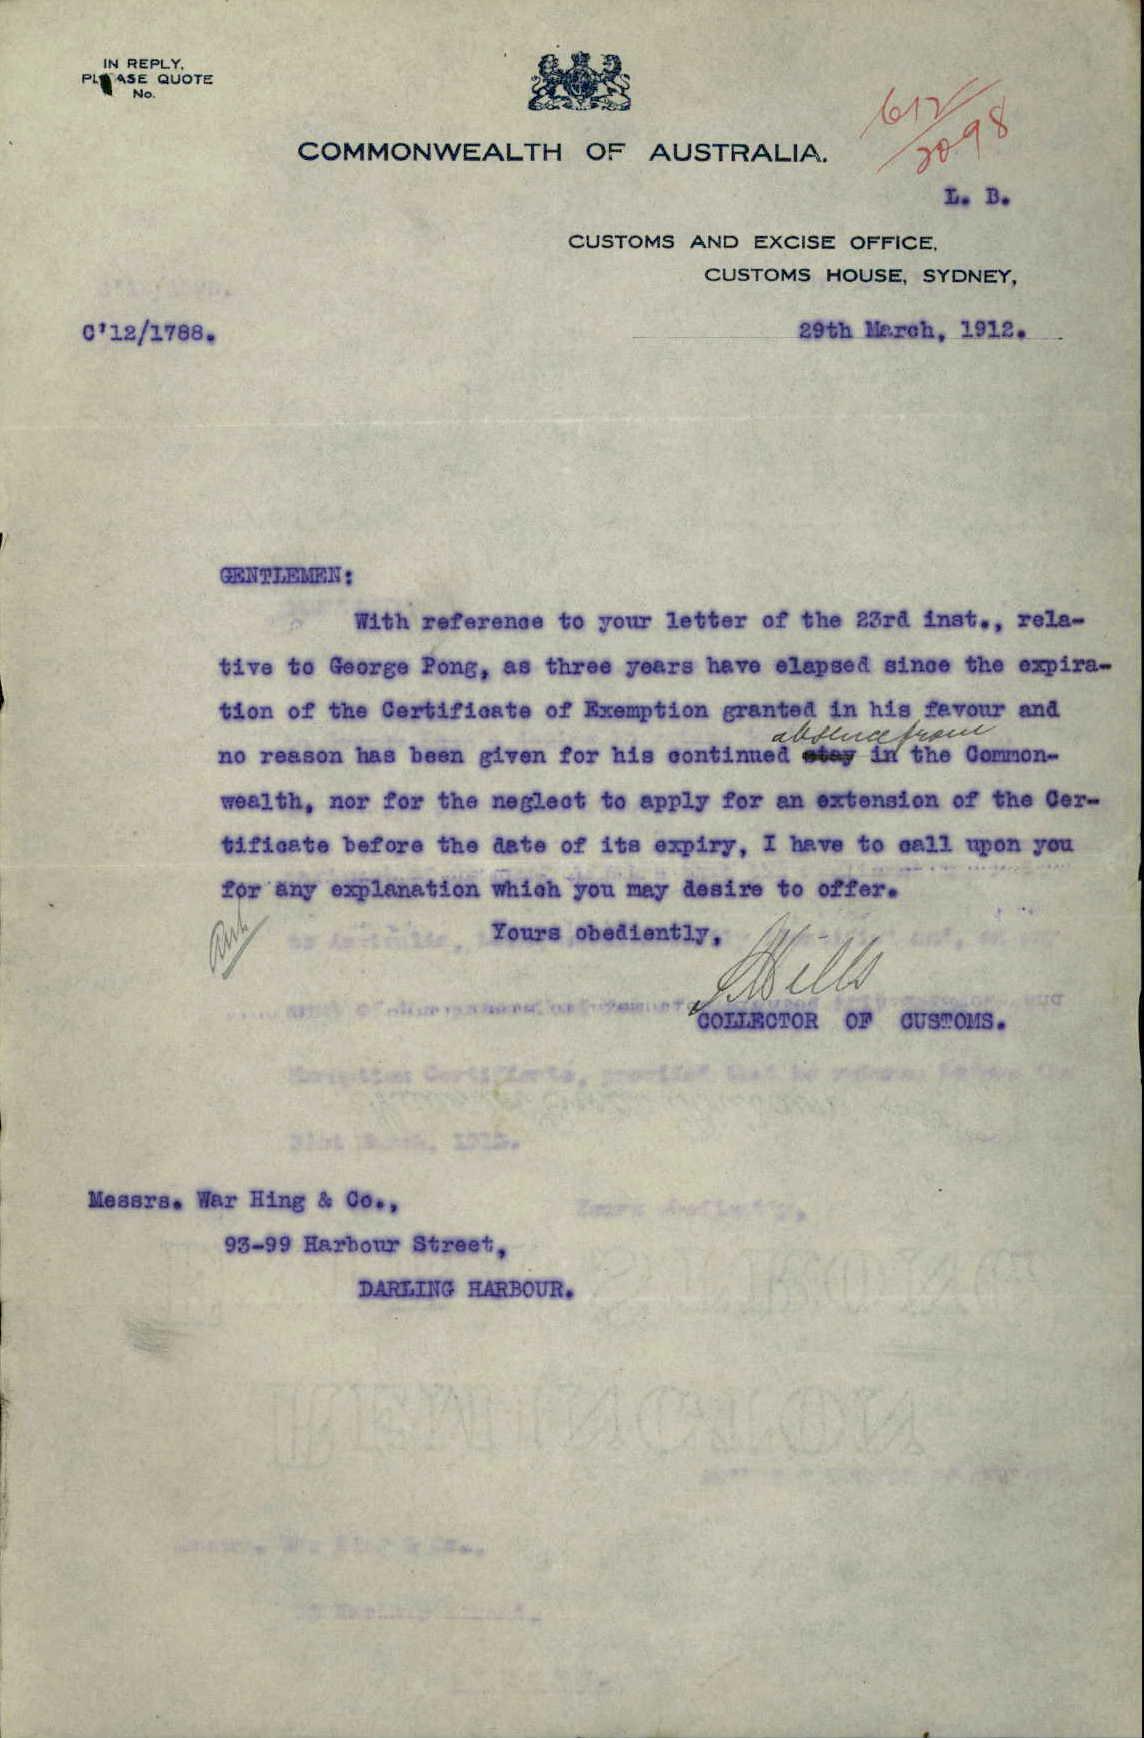 IN REPLY,
PLEASE QUOTE
No.
COMMONWEALTH OF AUSTRALIA.
C12/2098
L. B.
CUSTOMS AND EXCISE OFFICE,
CUSTOMS HOUSE, SYDNEY,
C'12/1788.
29th March, 1912.
GENTLEMEN:
With reference to your letter of the 23rd inst., rela-
tive to George Pong, as three years have elapsed since the expira-
tion of the Certificate of Exemption granted in his favour and
absence from
no reason has been given for his continued stay in the Common-
wealth, nor for the neglect to apply for an extension of the Cer-
tificate before the date of its expiry, I have to call upon you
for any explanation which you may desire to offer.
Yours obediently,
COLLECTOR OF CUSTOMS.
Messrs. War Hing & Co.,
93-99 Harbour Street,
DARLING HARBOUR.
REMINGTON